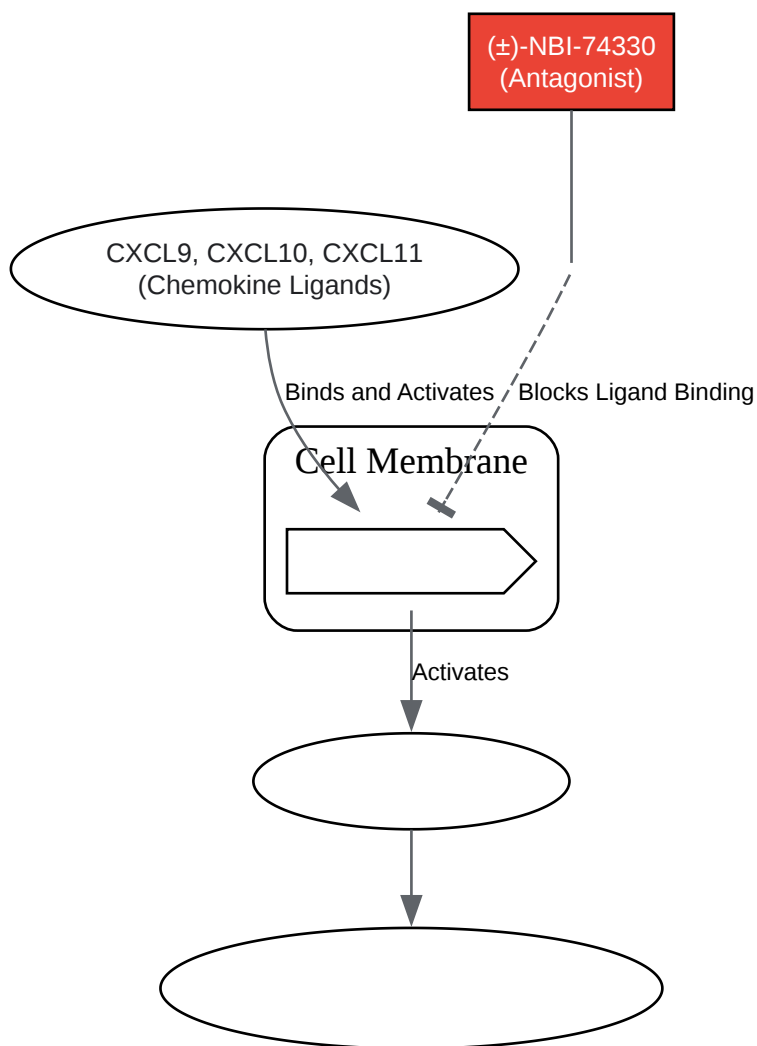 (±)-NBI-74330
(Antagonist)
CXCL9, CXCL10, CXCL11
(Chemokine Ligands)
Binds and Activates
Blocks Ligand Binding
Cell Membrane
Activates